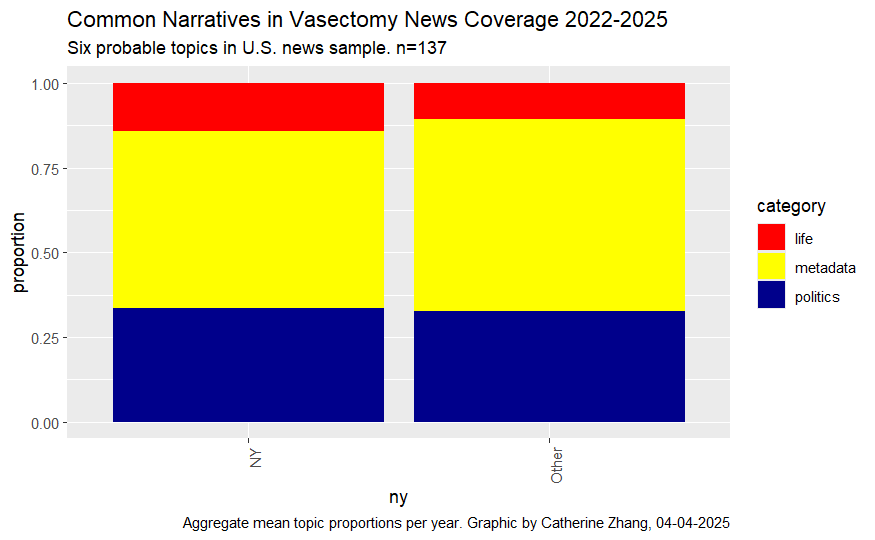 Common Narratives in Vasectomy News Coverage 2022-2025
Six probable topics in U.S. news sample. n=137
1.00
0.75
0.50
0.25
0.00
proportion
NY
Other
ny
category
life
metadata
politics
Aggregate mean topic proportions per year. Graphic by Catherine Zhang, 04-04-2025